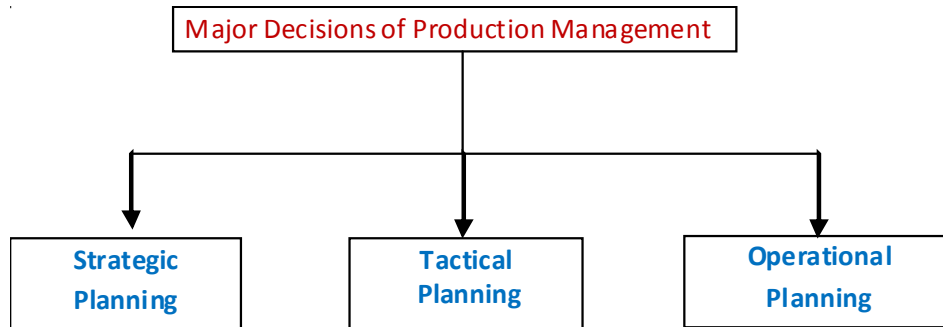 Major Decisions of Production Management
Strategic
Planning
Tactical
Planning
Operational
Planning